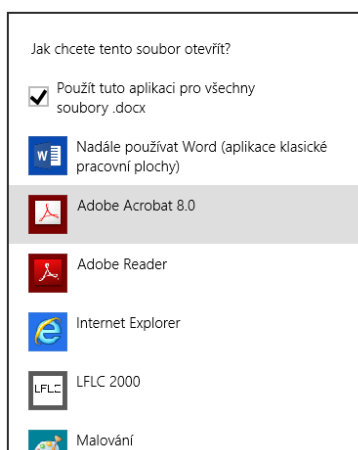 Jak chcete tento soubor otevřít?
Použít tuto aplikaci pro všechny
soubory .docx
Nadále používat Word (aplikace klasické
pracovní plochy)
Adobe Acrobat 8.0
Adobe Reader
Internet Explorer
LFLC
LFLC 2000
Malování